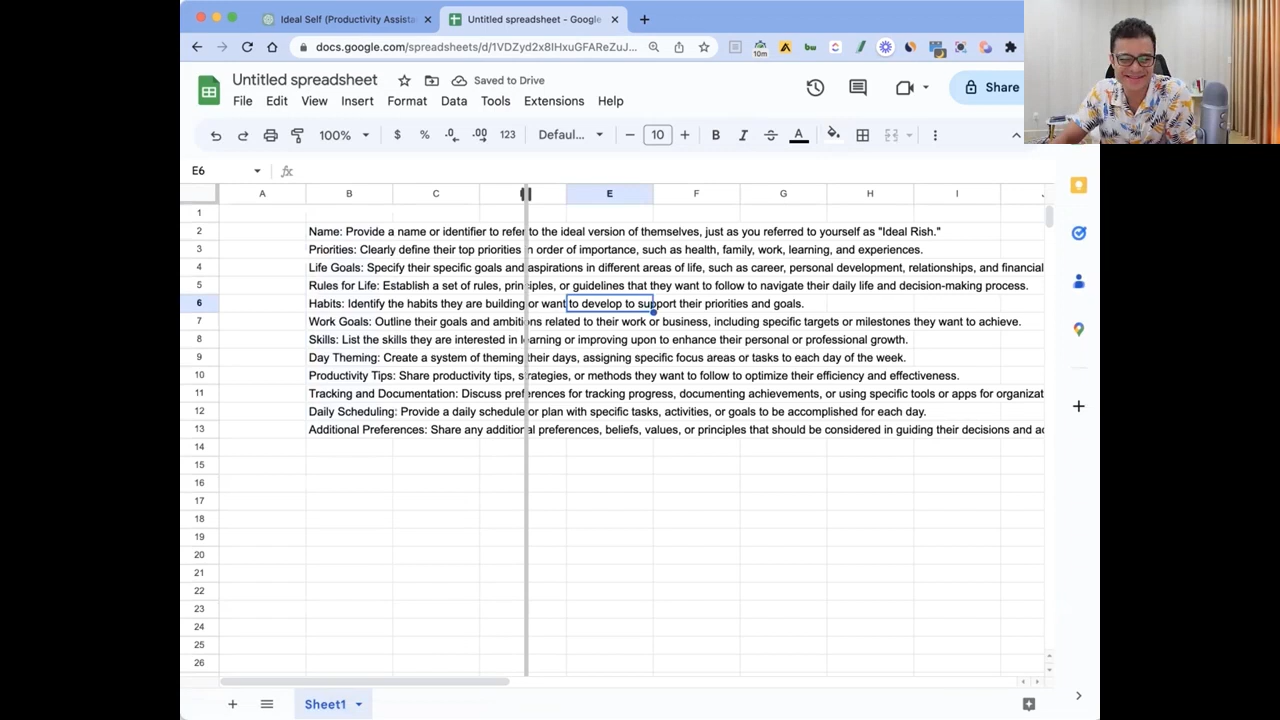 Ideal Self (Productivity Assista
Untitled spreadsheet - Google
docs.google.com/spreadsheets/d/1VDZyd2x8IHxuGFAReZuJ...
10m
bw
Untitled spreadsheet
Saved to Drive
File Edit View Insert Format Data Tools Extensions Help
Share
100% $ % .0 .00 123 Defaul... 10 B I S A
E6
fx
A B C E F G H I J
1
2 Name: Provide a name or identifier to refer to the ideal version of themselves, just as you referred to yourself as "Ideal Rish."
3 Priorities: Clearly define their top priorities in order of importance, such as health, family, work, learning, and experiences.
4 Life Goals: Specify their specific goals and aspirations in different areas of life, such as career, personal development, relationships, and financial
5 Rules for Life: Establish a set of rules, principles, or guidelines that they want to follow to navigate their daily life and decision-making process.
6 Habits: Identify the habits they are building or want to develop to support their priorities and goals.
7 Work Goals: Outline their goals and ambitions related to their work or business, including specific targets or milestones they want to achieve.
8 Skills: List the skills they are interested in learning or improving upon to enhance their personal or professional growth.
9 Day Theming: Create a system of theming their days, assigning specific focus areas or tasks to each day of the week.
10 Productivity Tips: Share productivity tips, strategies, or methods they want to follow to optimize their efficiency and effectiveness.
11 Tracking and Documentation: Discuss preferences for tracking progress, documenting achievements, or using specific tools or apps for organizat
12 Daily Scheduling: Provide a daily schedule or plan with specific tasks, activities, or goals to be accomplished for each day.
13 Additional Preferences: Share any additional preferences, beliefs, values, or principles that should be considered in guiding their decisions and ac
14
15
16
17
18
19
20
21
22
23
24
25
26
Sheet1